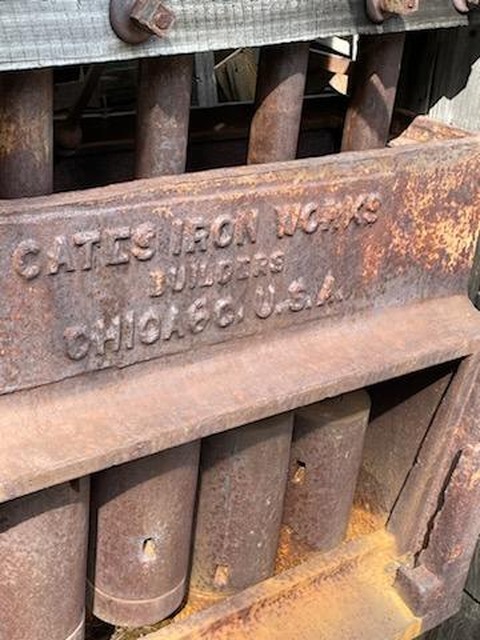 GATES IRON WORKS
BUILDERS
CHICAGO. U.S.A.